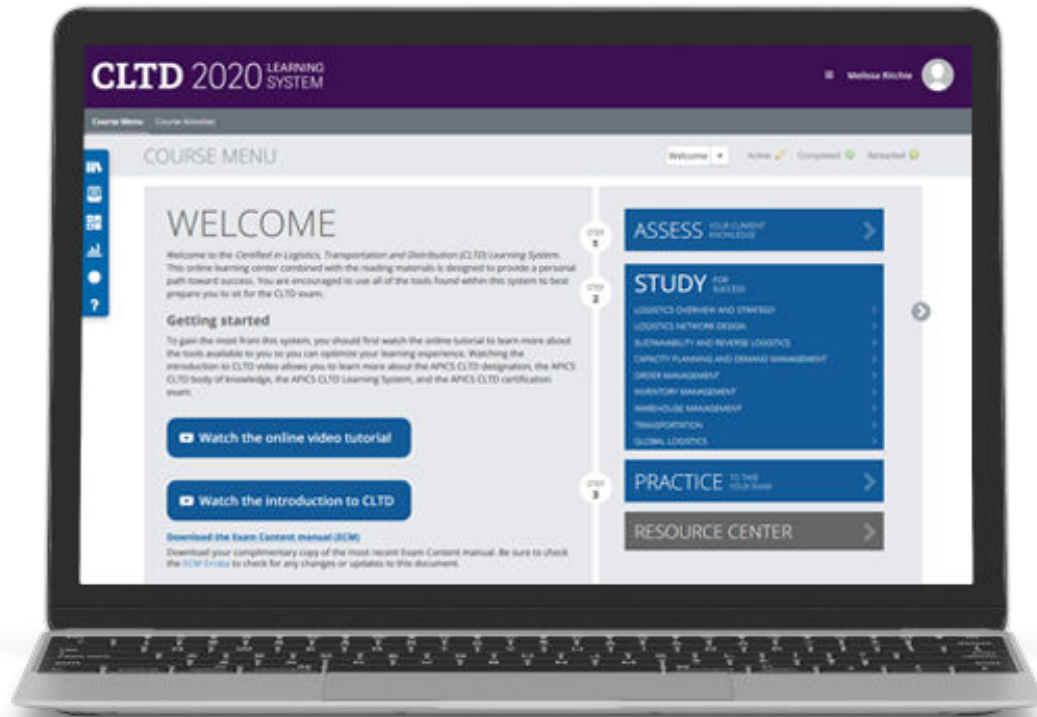 CLTD 2020 LEARNING
SYSTEM
Melissa Ritchie
Course Menu Course Activities
COURSE MENU
Welcome
Active
Completed
Restarted
WELCOME
Welcome to the Certified in Logistics, Transportation and Distribution (CLTD) Learning System.
This online learning center combined with the reading materials is designed to provide a personal
path toward success. You are encouraged to use all of the tools found within this system to best
prepare you to sit for the CLTD exam.
Getting started
To gain the most from this system, you should first watch the online tutorial to learn more about
the tools available to you so you can optimize your learning experience. Watching the
introduction to CLTD video allows you to learn more about the APICS CLTD designation, the APICS
CLTD body of knowledge, the APICS CLTD Learning System, and the APICS CLTD certification
exam.
Watch the online video tutorial
Watch the introduction to CLTD
Download the Exam Content manual (ECM)
Download your complimentary copy of the most recent Exam Content manual. Be sure to check
the ECM Errata to check for any changes or updates to this document.
STEP
1
ASSESS YOUR CURRENT
KNOWLEDGE
STEP
2
STUDY FOR
SUCCESS
LOGISTICS OVERVIEW AND STRATEGY
LOGISTICS NETWORK DESIGN
SUSTAINABILITY AND REVERSE LOGISTICS
CAPACITY PLANNING AND DEMAND MANAGEMENT
ORDER MANAGEMENT
INVENTORY MANAGEMENT
WAREHOUSE MANAGEMENT
TRANSPORTATION
GLOBAL LOGISTICS
STEP
3
PRACTICE TO TAKE
YOUR EXAM
RESOURCE CENTER
?